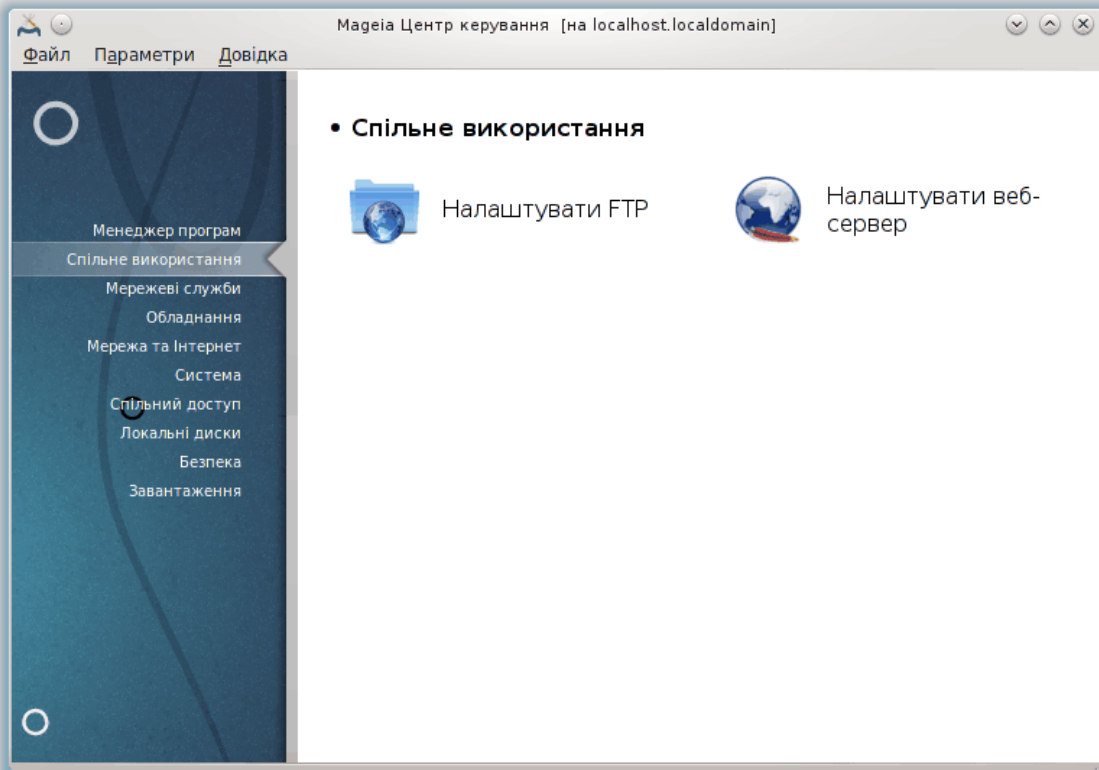 Mageia Центр керування [на localhost.localdomain]
Файл Параметри Довідка
• Спільне використання
Налаштувати FTP
Налаштувати веб-
сервер
Менеджер програм
Спільне використання
Мережеві служби
Обладнання
Мережа та Інтернет
Система
Спільний доступ
Локальні диски
Безпека
Завантаження